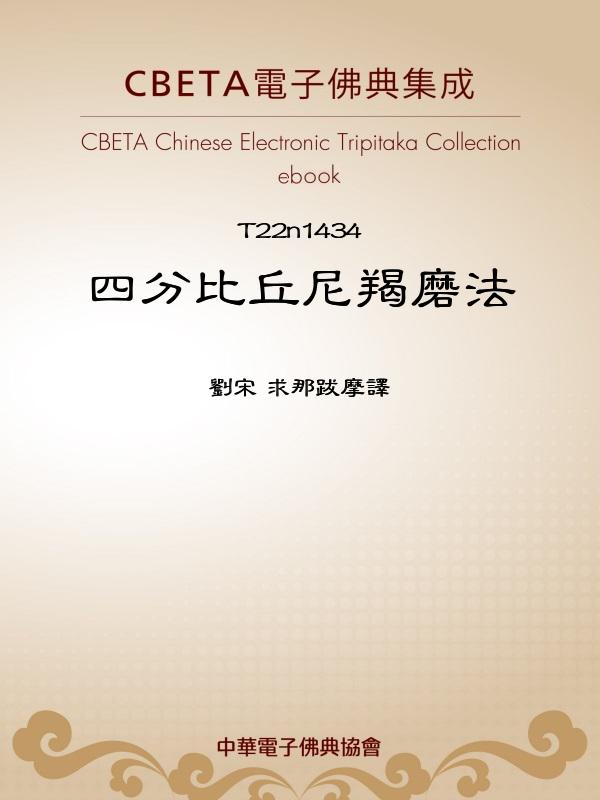 CBETA電子佛典集成
CBETA Chinese Electronic Tripitaka Collection
ebook
T22n1434
四分比丘尼羯磨法
劉宋 求那跋摩譯
中華電子佛典協會